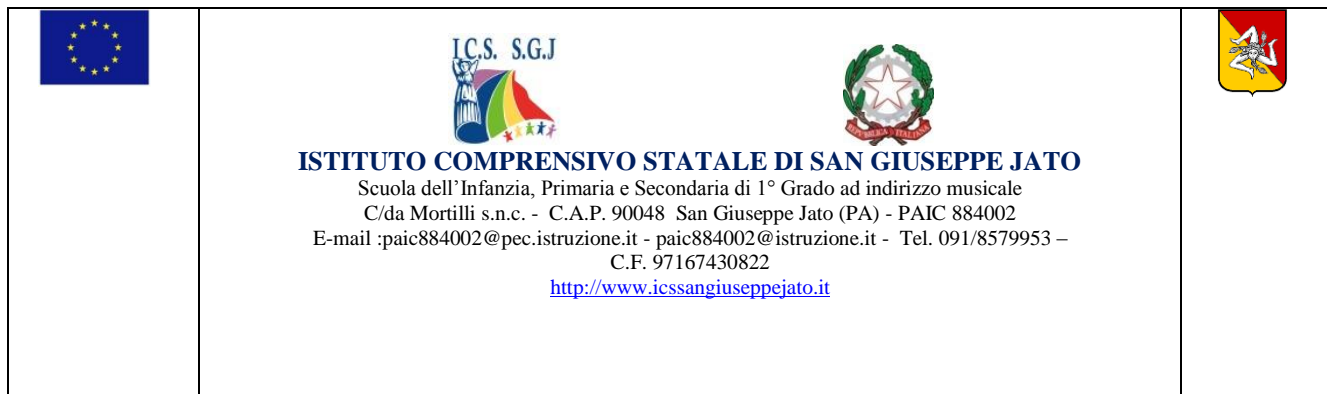 I.C.S. S.G.J
REPVBBLICA ITALIANA
ISTITUTO COMPRENSIVO STATALE DI SAN GIUSEPPE JATO
Scuola dell’Infanzia, Primaria e Secondaria di 1° Grado ad indirizzo musicale
C/da Mortilli s.n.c. - C.A.P. 90048 San Giuseppe Jato (PA) - PAIC 884002
E-mail :paic884002@pec.istruzione.it - paic884002@istruzione.it - Tel. 091/8579953 –
C.F. 97167430822
http://www.icssangiuseppejato.it